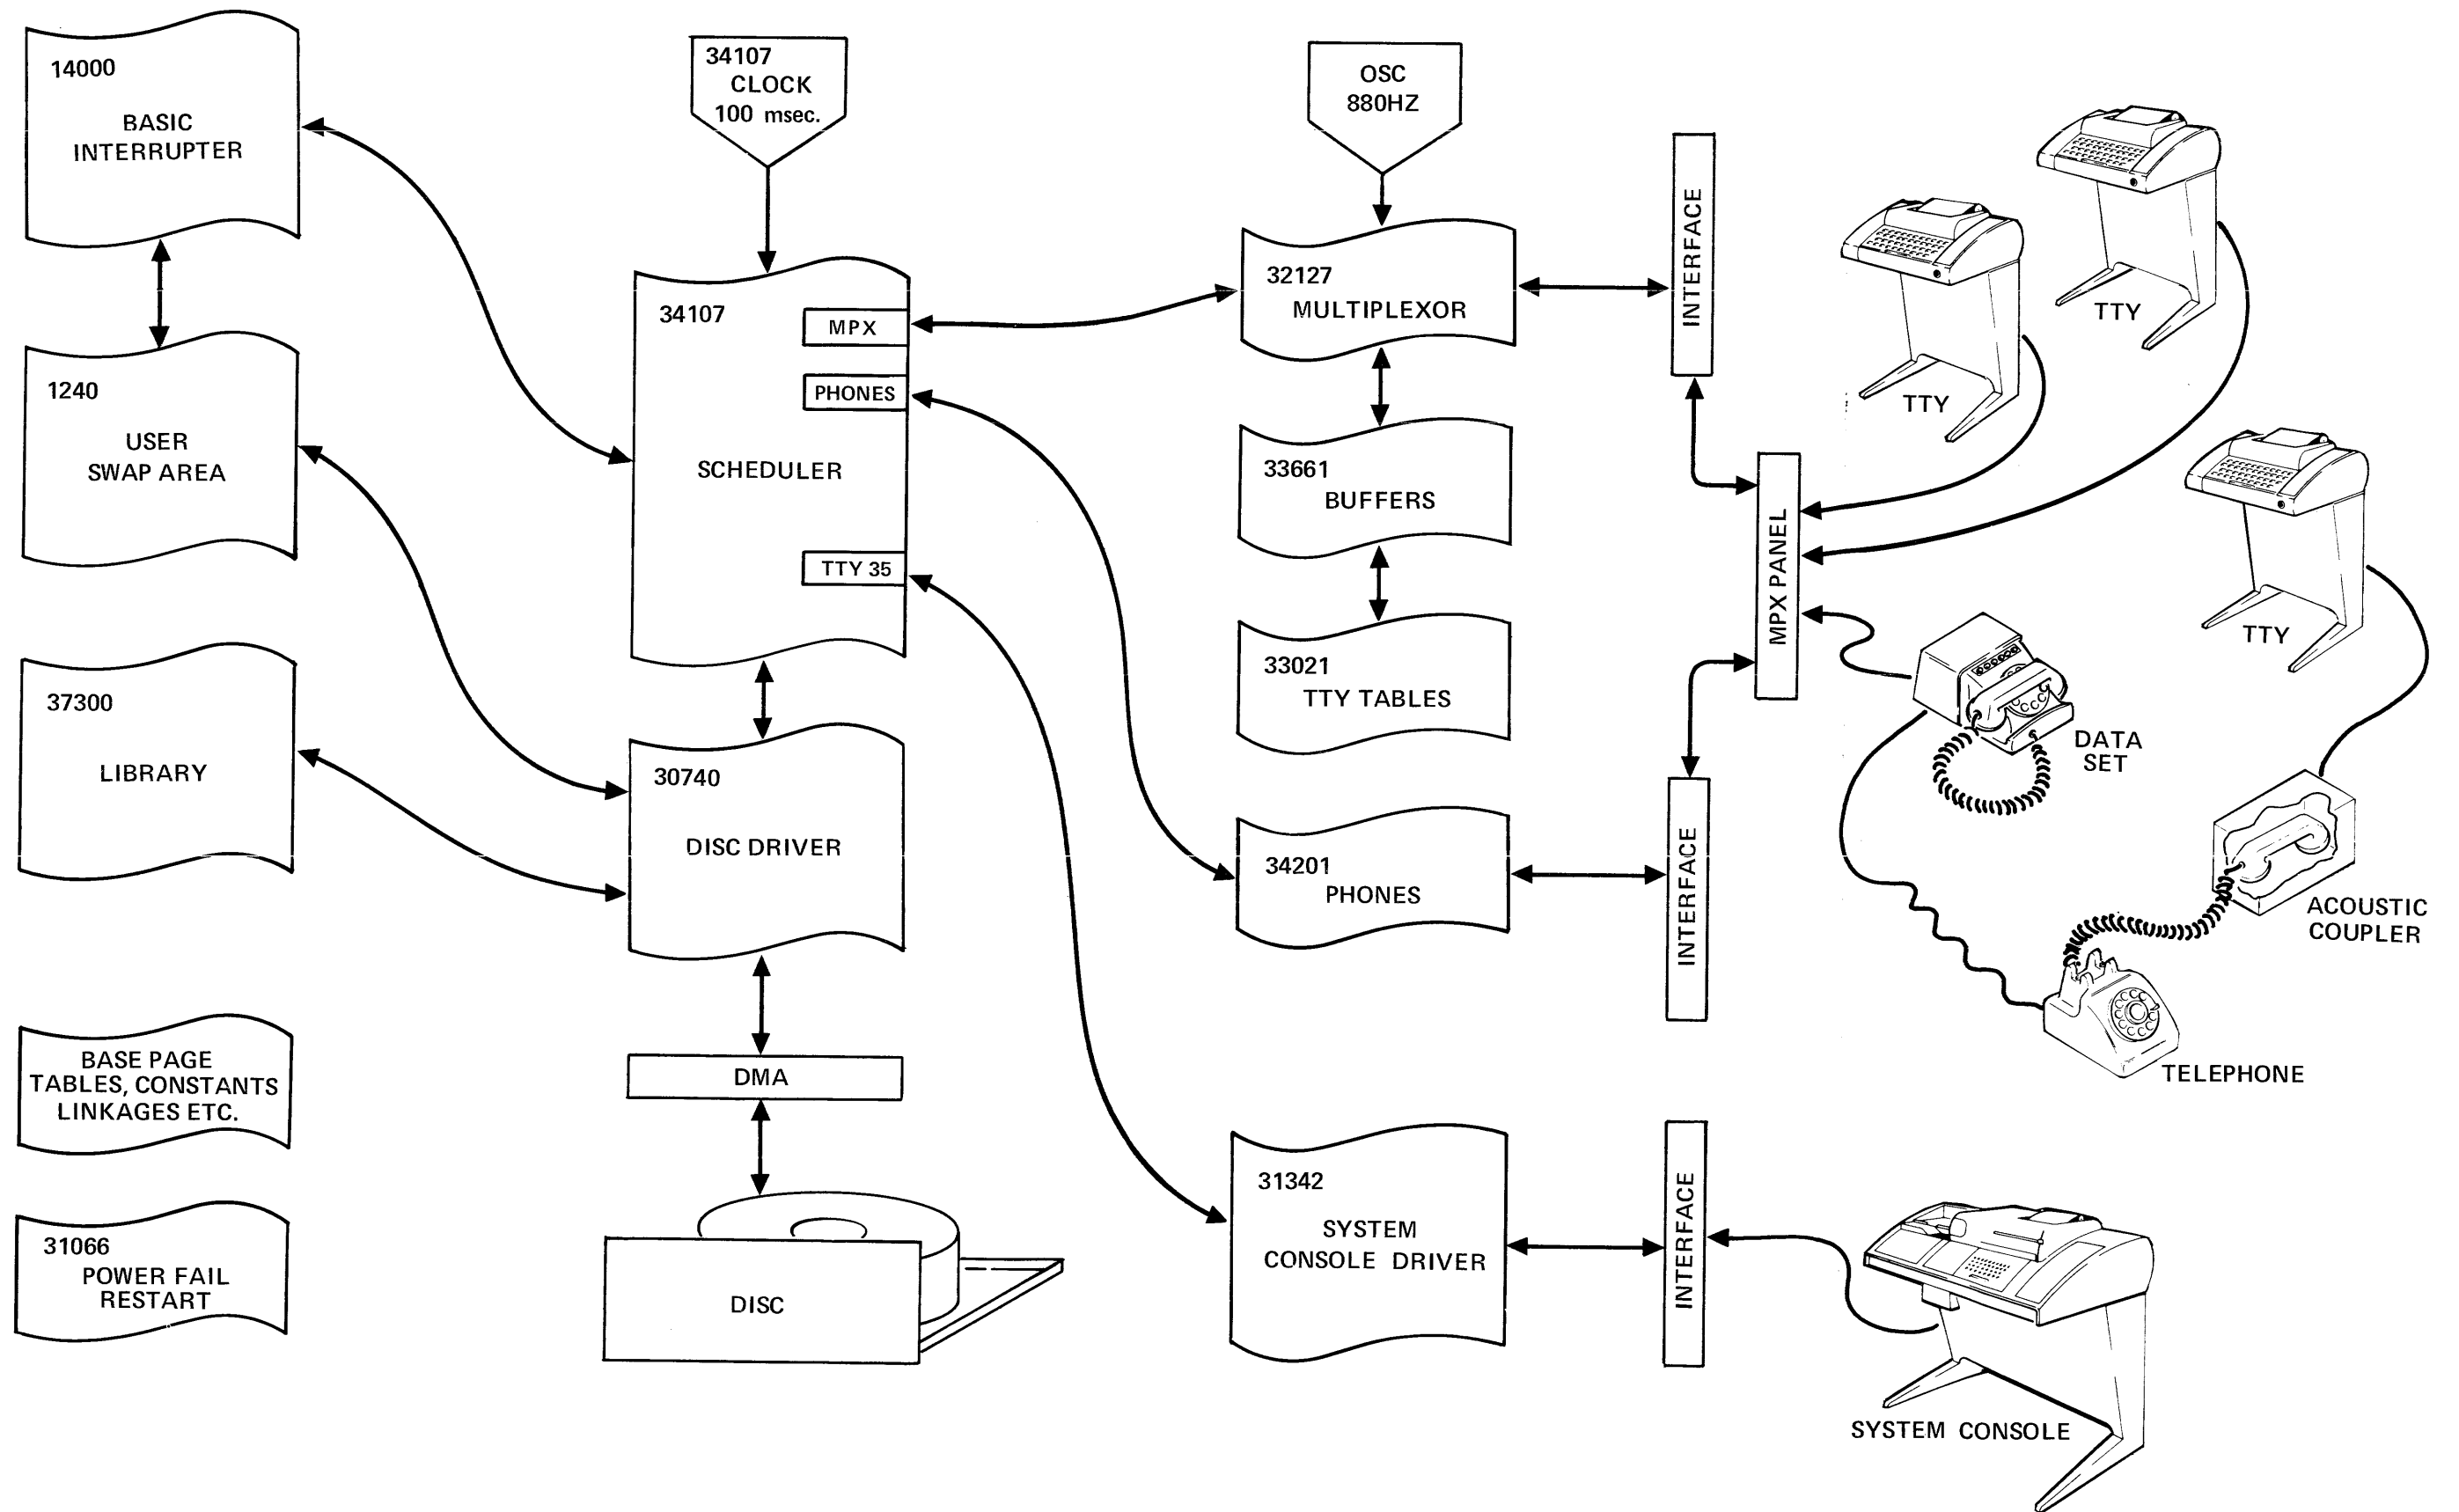 14000
BASIC
INTERRUPTER
1240
USER
SWAP AREA
37300
LIBRARY
BASE PAGE
TABLES, CONSTANTS
LINKAGES ETC.
31066
POWER FAIL
RESTART
34107
CLOCK
100 msec.
34107
MPX
PHONES
SCHEDULER
TTY 35
30740
DISC DRIVER
DMA
DISC
OSC
880HZ
32127
MULTIPLEXOR
33661
BUFFERS
33021
TTY TABLES
34201
PHONES
31342
SYSTEM
CONSOLE DRIVER
INTERFACE
MPX PANEL
INTERFACE
INTERFACE
TTY
TTY
TTY
DATA
SET
ACOUSTIC
COUPLER
TELEPHONE
SYSTEM CONSOLE